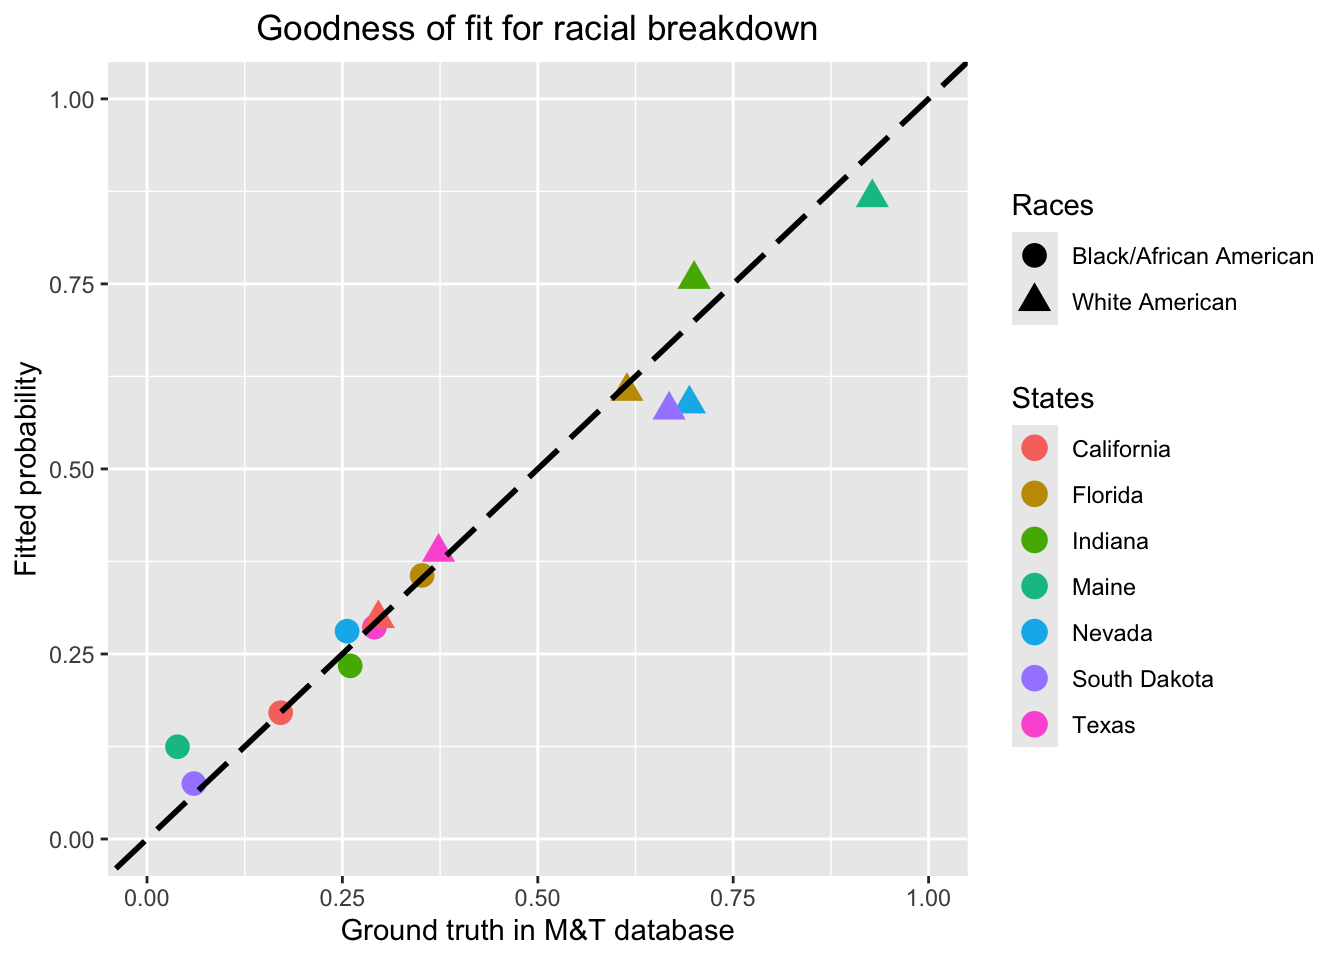 Goodness of fit for racial breakdown
1.00
0.75
0.50
0.25
0.00
Fitted probability
0.00
0.25
0.50
0.75
1.00
Ground truth in M&T database
Races
Black/African American
White American
States
California
Florida
Indiana
Maine
Nevada
South Dakota
Texas